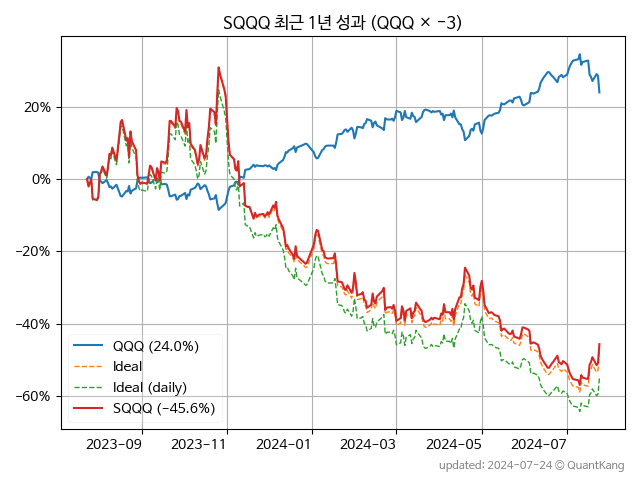 SQQQ 최근 1년 성과 (QQQ × −3)
20%
0%
−20%
−40%
−60%
QQQ (24.0%)
Ideal
Ideal (daily)
SQQQ (−45.6%)
2023−09
2023−11
2024−01
2024−03
2024−05
2024−07
updated: 2024-07-24 © QuantKang